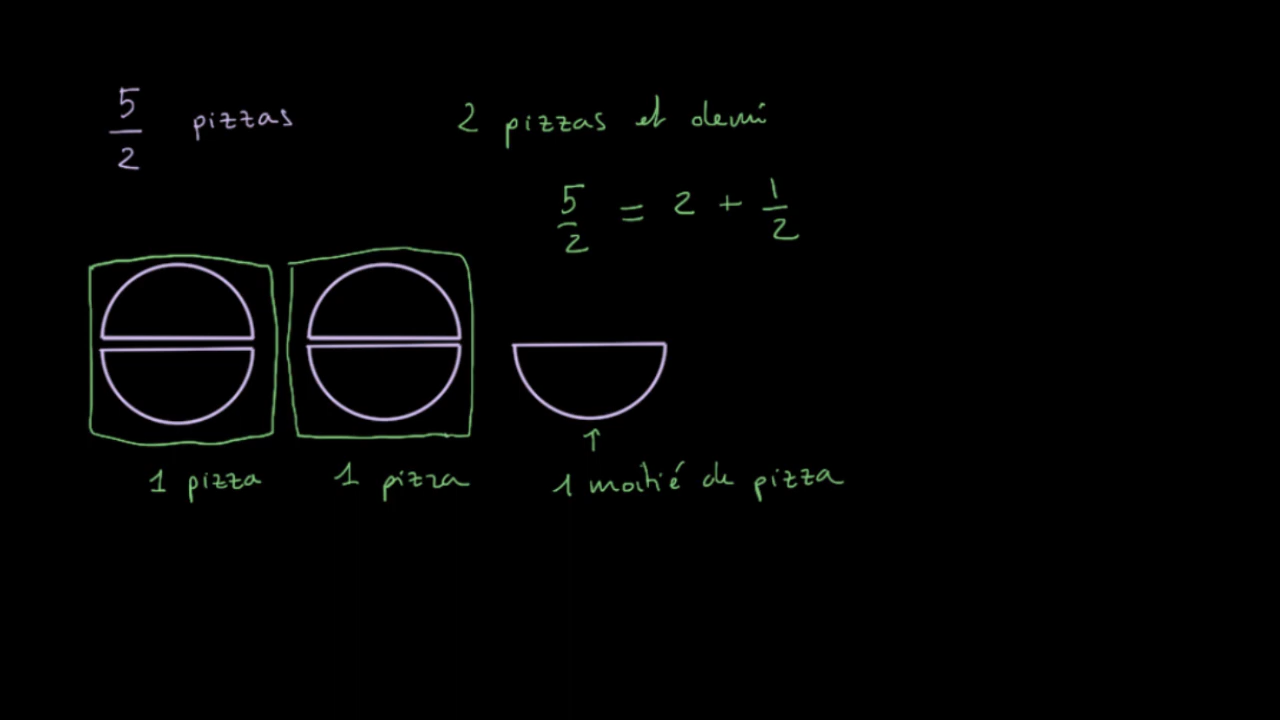 5/2 pizzas
2 pizzas et demi
5/2 = 2 + 1/2
1 pizza
1 pizza
1 moitié de pizza